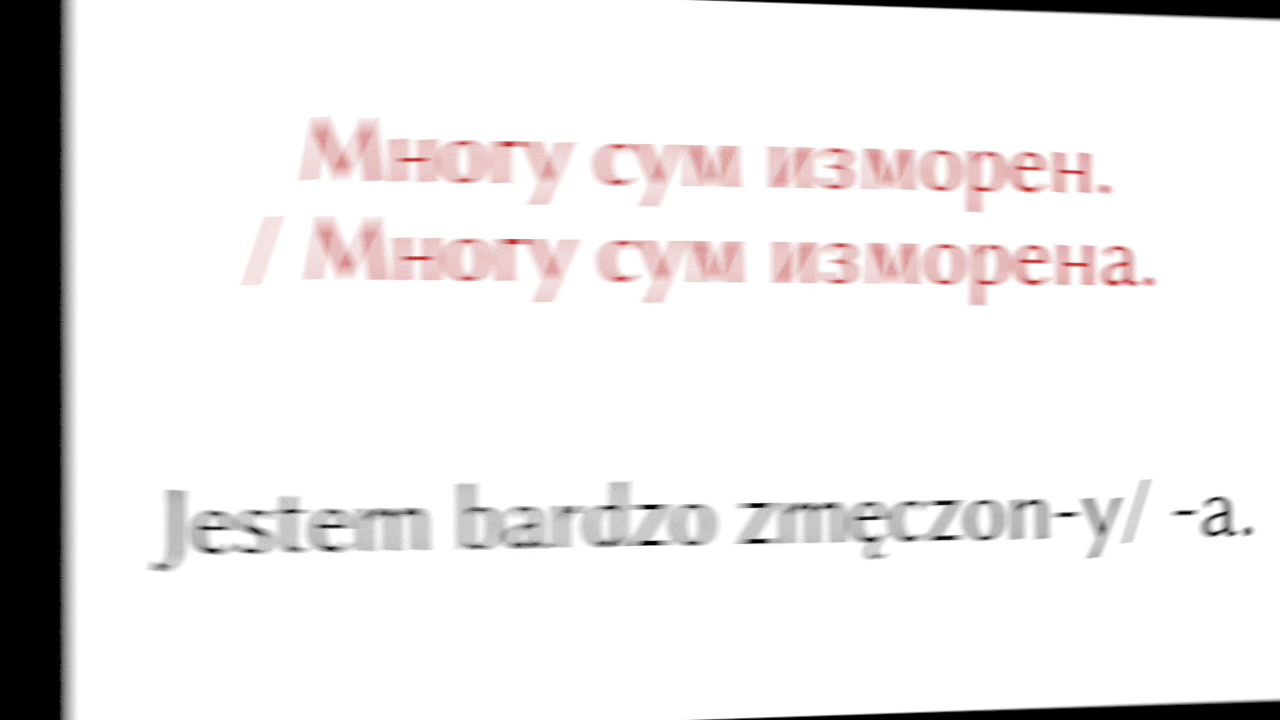 Многу сум изморен.
/ Многу сум изморена.
Jestem bardzo zmęczon-y/ -a.